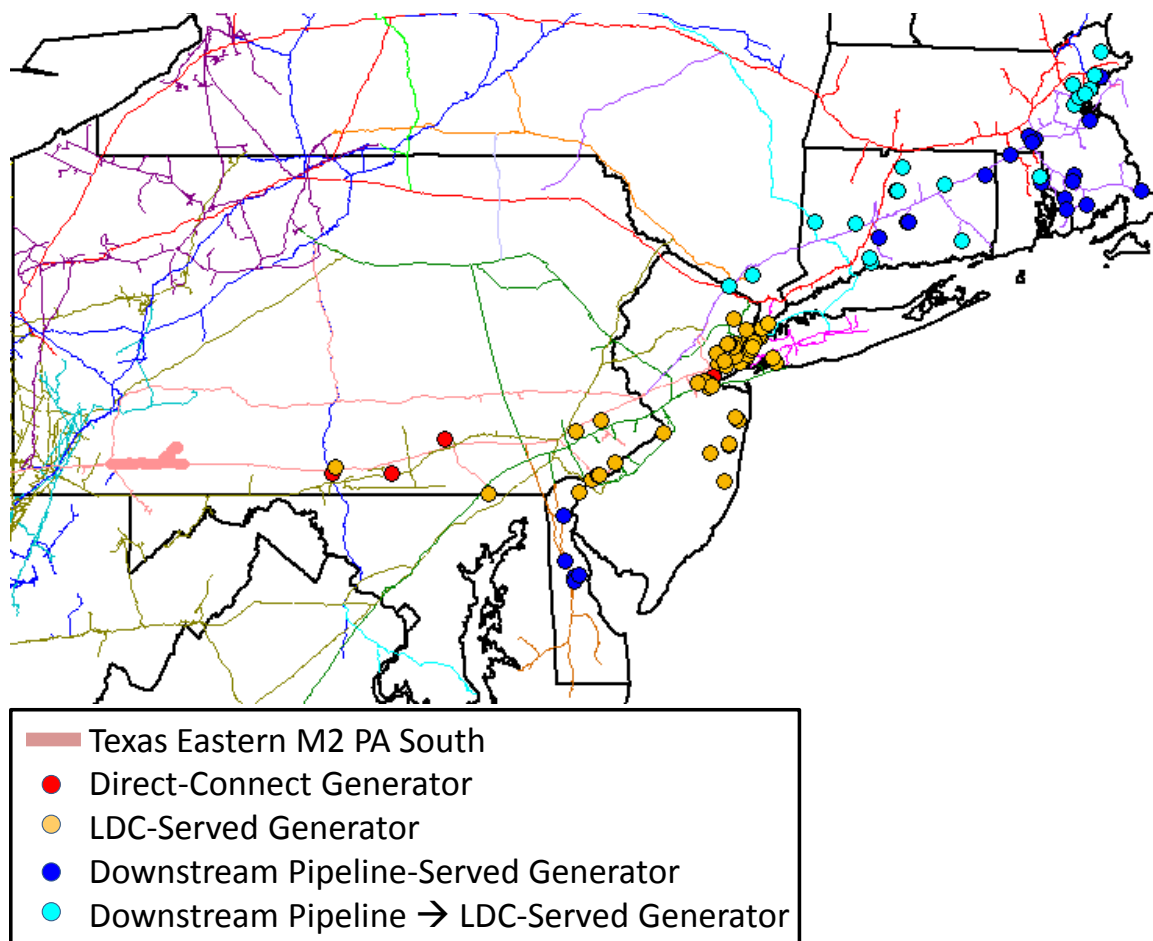 Texas Eastern M2 PA South
Direct-Connect Generator
LDC-Served Generator
Downstream Pipeline-Served Generator
Downstream Pipeline → LDC-Served Generator